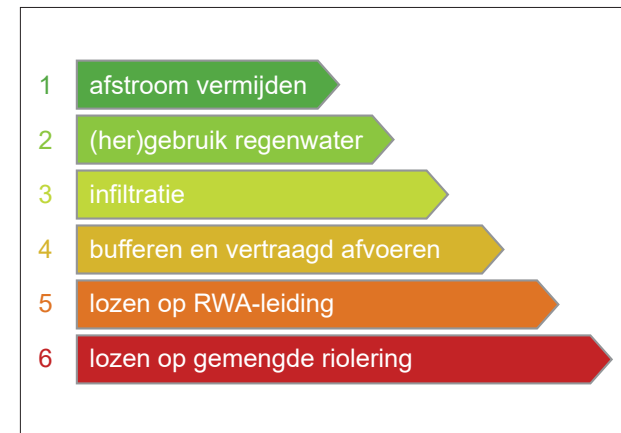 1 afstroom vermijden
2 (her)gebruik regenwater
3 infiltratie
4 bufferen en vertraagd afvoeren
5 lozen op RWA-leiding
6 lozen op gemengde riolering